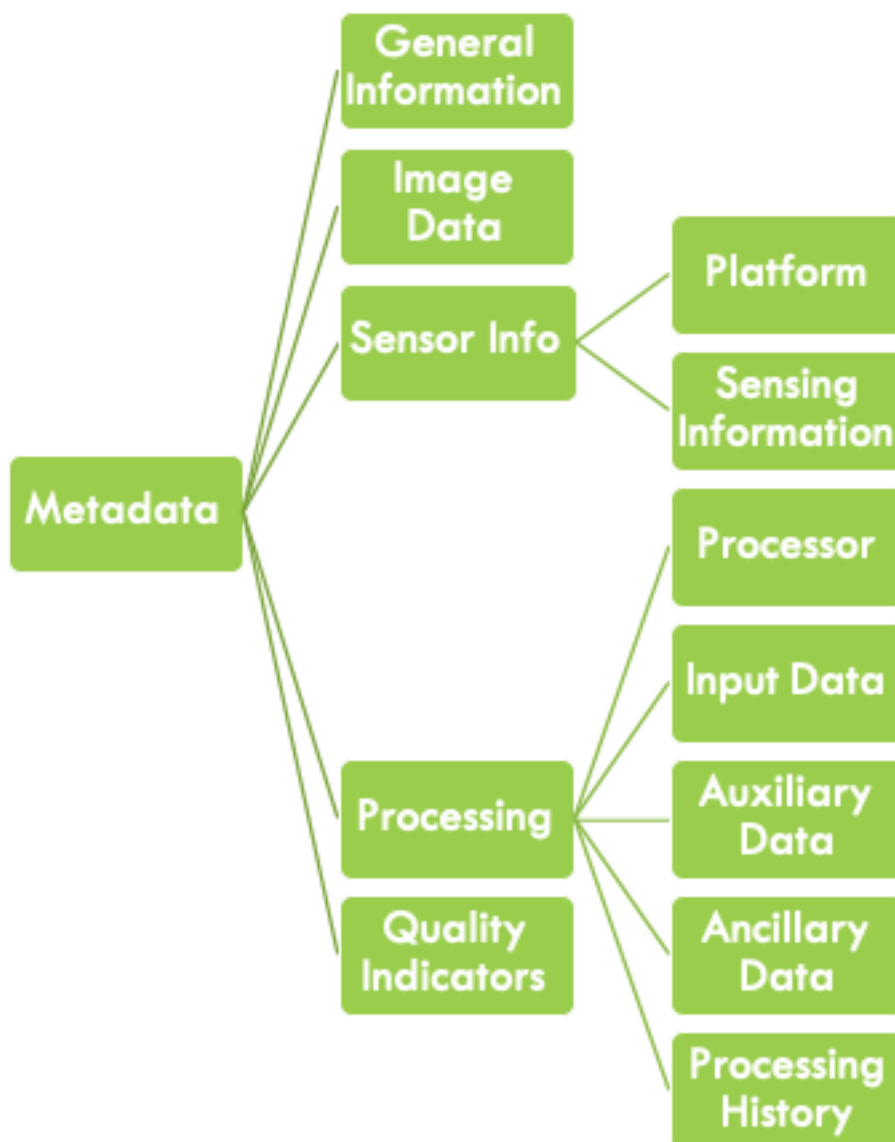 General
Information
Image
Data
Sensor Info
Platform
Sensing
Information
Metadata
Processor
Input Data
Processing
Auxiliary
Data
Quality
Indicators
Ancillary
Data
Processing
History